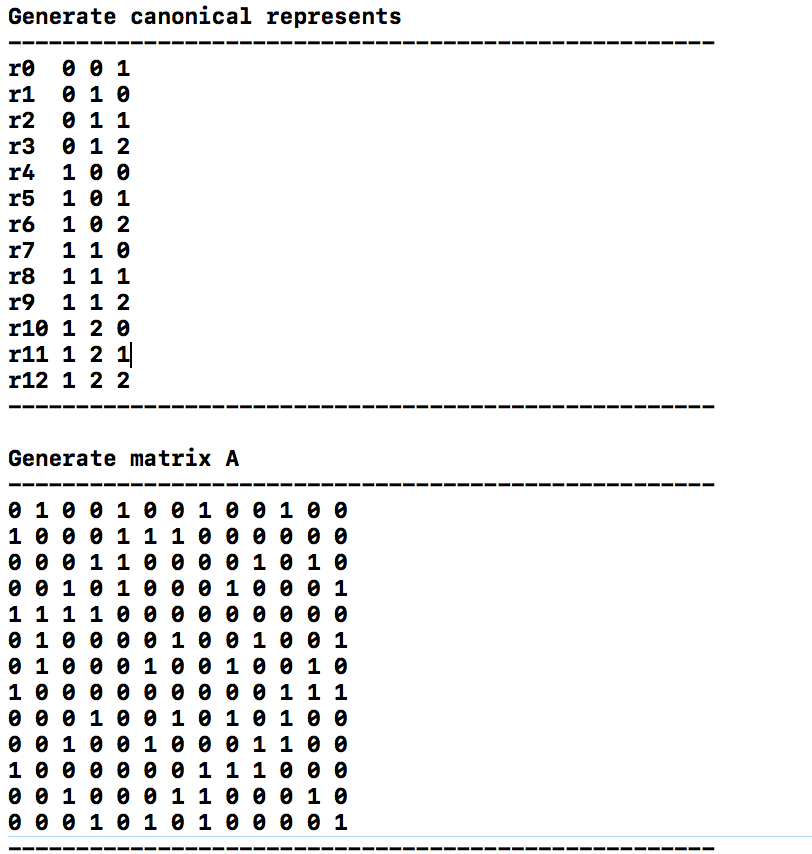 Generate canonical represents
----------------------------------------------------
r0  0 0 1
r1  0 1 0
r2  0 1 1
r3  0 1 2
r4  1 0 0
r5  1 0 1
r6  1 0 2
r7  1 1 0
r8  1 1 1
r9  1 1 2
r10 1 2 0
r11 1 2 1
r12 1 2 2
----------------------------------------------------
Generate matrix A
----------------------------------------------------
0 1 0 0 1 0 0 1 0 0 1 0 0
1 0 0 0 1 1 1 0 0 0 0 0 0
0 0 0 1 1 0 0 0 0 1 0 1 0
0 0 1 0 1 0 0 0 1 0 0 0 1
1 1 1 1 0 0 0 0 0 0 0 0 0
0 1 0 0 0 0 1 0 0 1 0 0 1
0 1 0 0 0 1 0 0 1 0 0 1 0
1 0 0 0 0 0 0 0 0 0 1 1 1
0 0 0 1 0 0 1 0 1 0 1 0 0
0 0 1 0 0 1 0 0 0 1 1 0 0
1 0 0 0 0 0 0 1 1 1 0 0 0
0 0 1 0 0 0 1 1 0 0 0 1 0
0 0 0 1 0 1 0 1 0 0 0 0 1
----------------------------------------------------